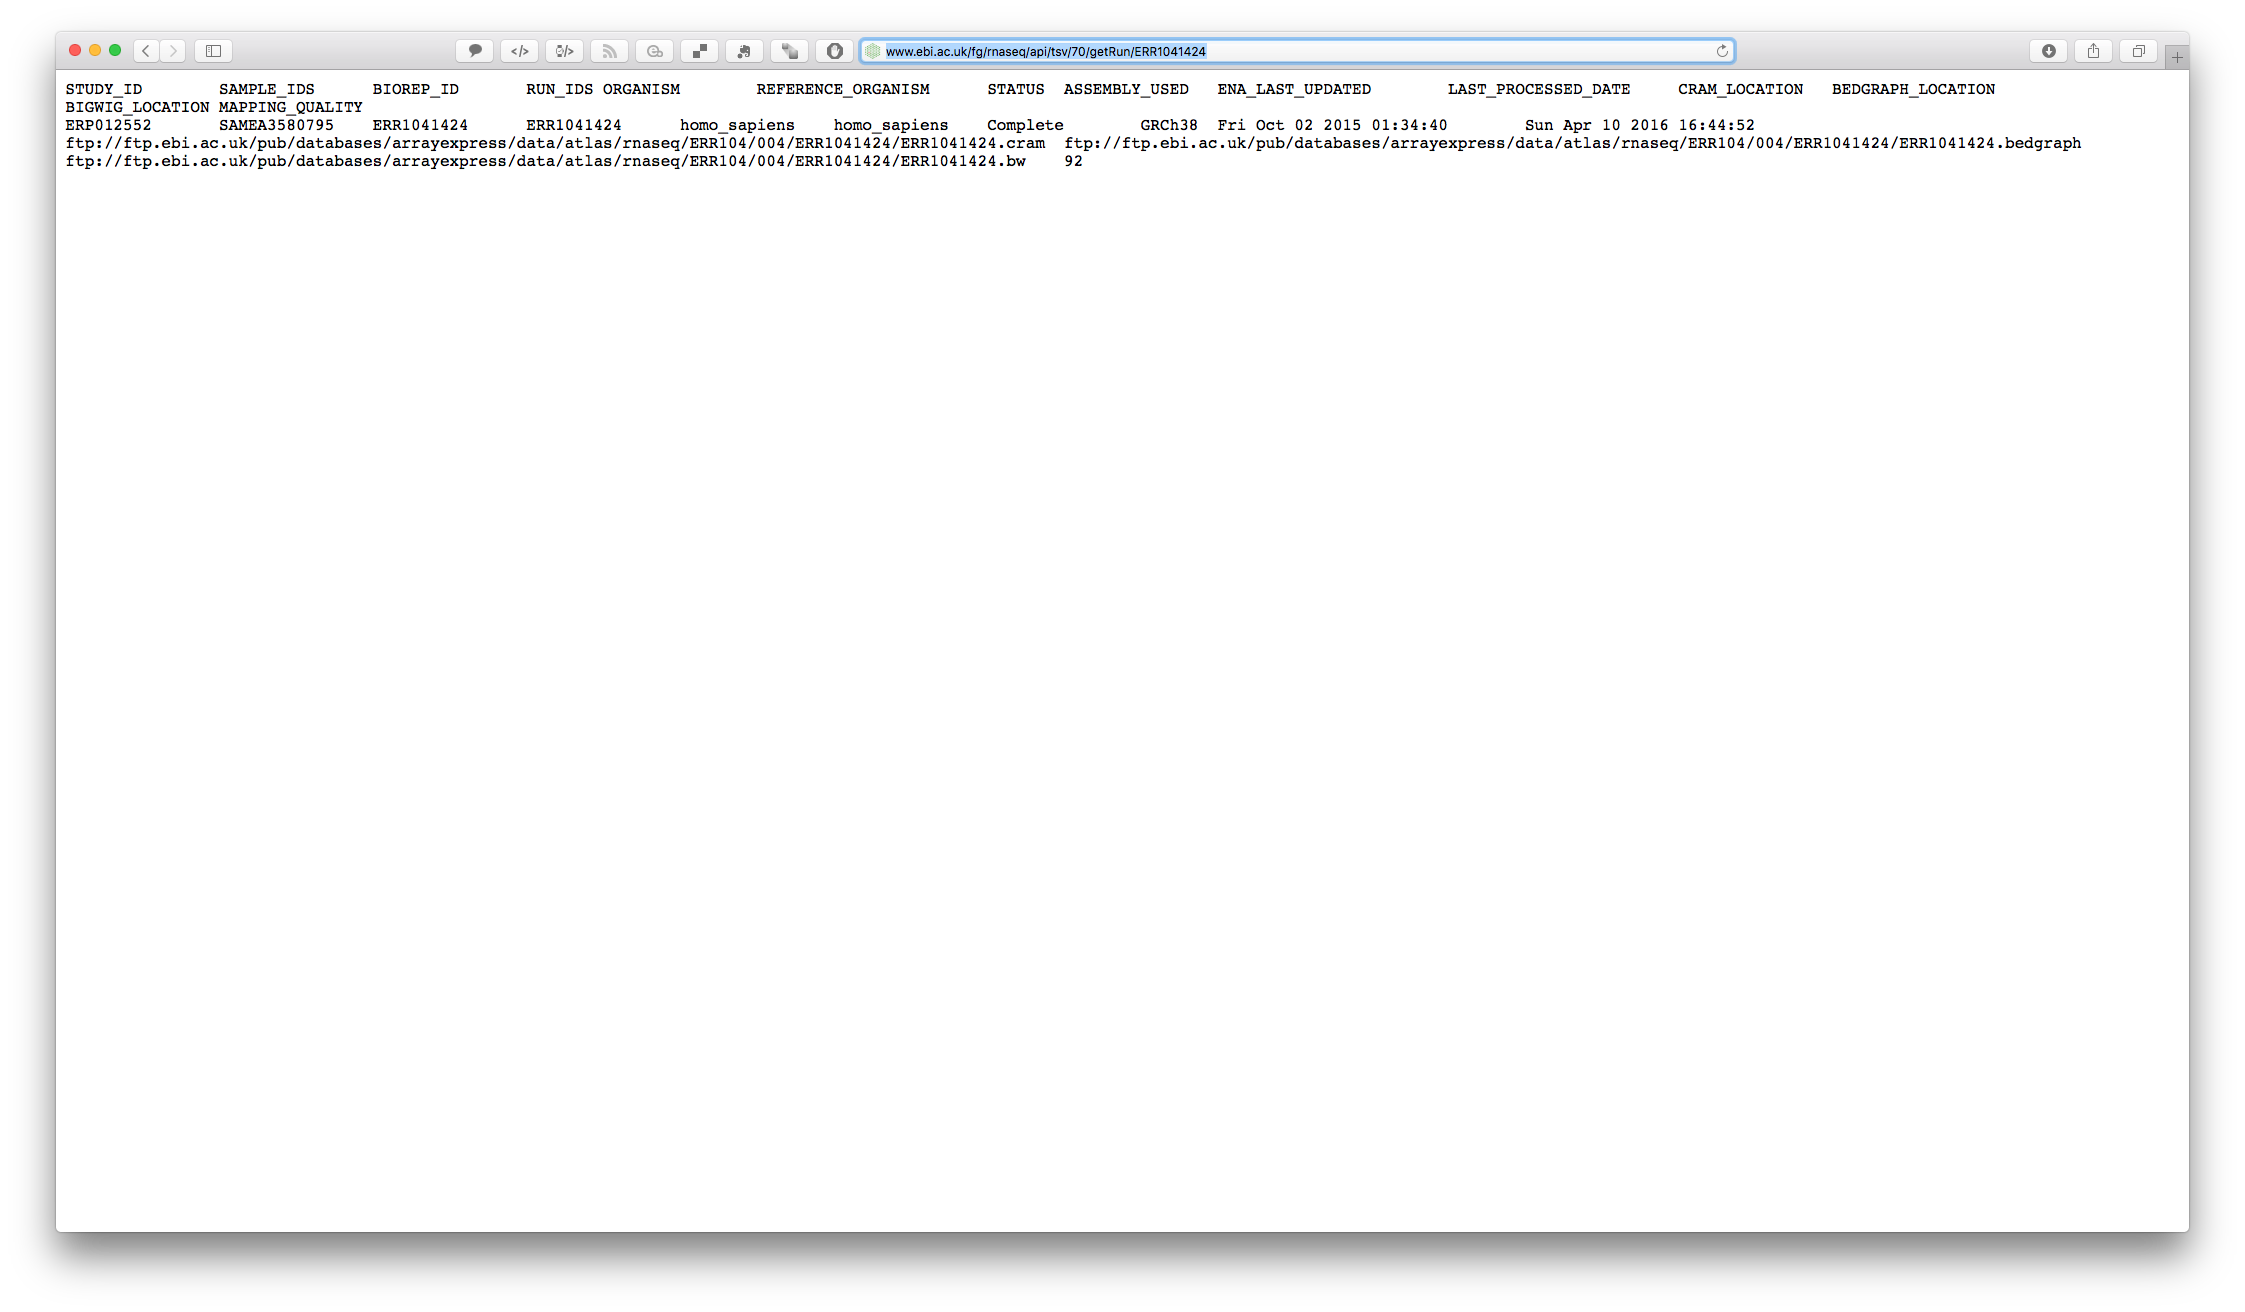 www.ebi.ac.uk/fg/rnaseq/api/tsv/70/getRun/ERR1041424
STUDY_ID SAMPLE_IDS BIOREP_ID RUN_IDS ORGANISM REFERENCE_ORGANISM STATUS ASSEMBLY_USED ENA_LAST_UPDATED LAST_PROCESSED_DATE CRAM_LOCATION BEDGRAPH_LOCATION
BIGWIG_LOCATION MAPPING_QUALITY
ERP012552 SAMEA3580795 ERR1041424 ERR1041424 homo_sapiens homo_sapiens Complete GRCh38 Fri Oct 02 2015 01:34:40 Sun Apr 10 2016 16:44:52
ftp://ftp.ebi.ac.uk/pub/databases/arrayexpress/data/atlas/rnaseq/ERR104/004/ERR1041424/ERR1041424.cram ftp://ftp.ebi.ac.uk/pub/databases/arrayexpress/data/atlas/rnaseq/ERR104/004/ERR1041424/ERR1041424.bedgraph
ftp://ftp.ebi.ac.uk/pub/databases/arrayexpress/data/atlas/rnaseq/ERR104/004/ERR1041424/ERR1041424.bw 92